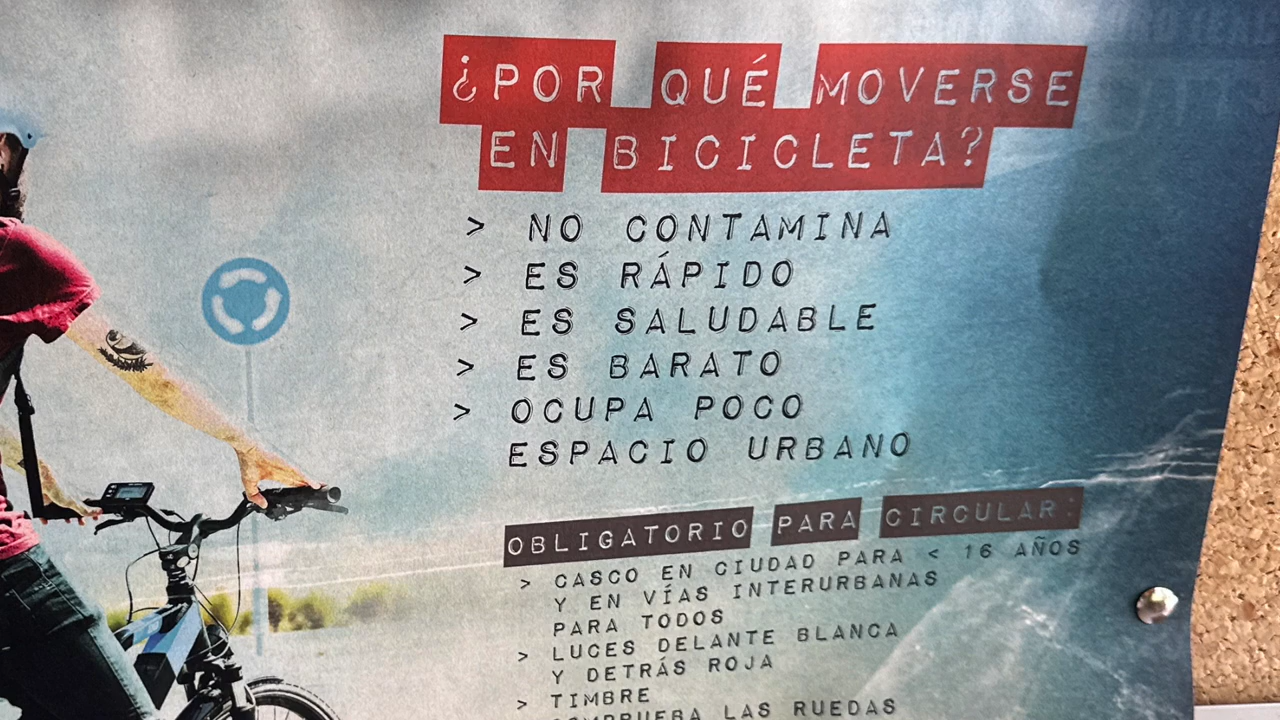 ¿POR QUÉ MOVERSE
EN BICICLETA?
> NO CONTAMINA
> ES RÁPIDO
> ES SALUDABLE
> ES BARATO
> OCUPA POCO
ESPACIO URBANO
OBLIGATORIO PARA CIRCULAR:
> CASCO EN CIUDAD PARA < 16 AÑOS
Y EN VÍAS INTERURBANAS
PARA TODOS
> LUCES DELANTE BLANCA
Y DETRÁS ROJA
> TIMBRE
LAS RUEDAS